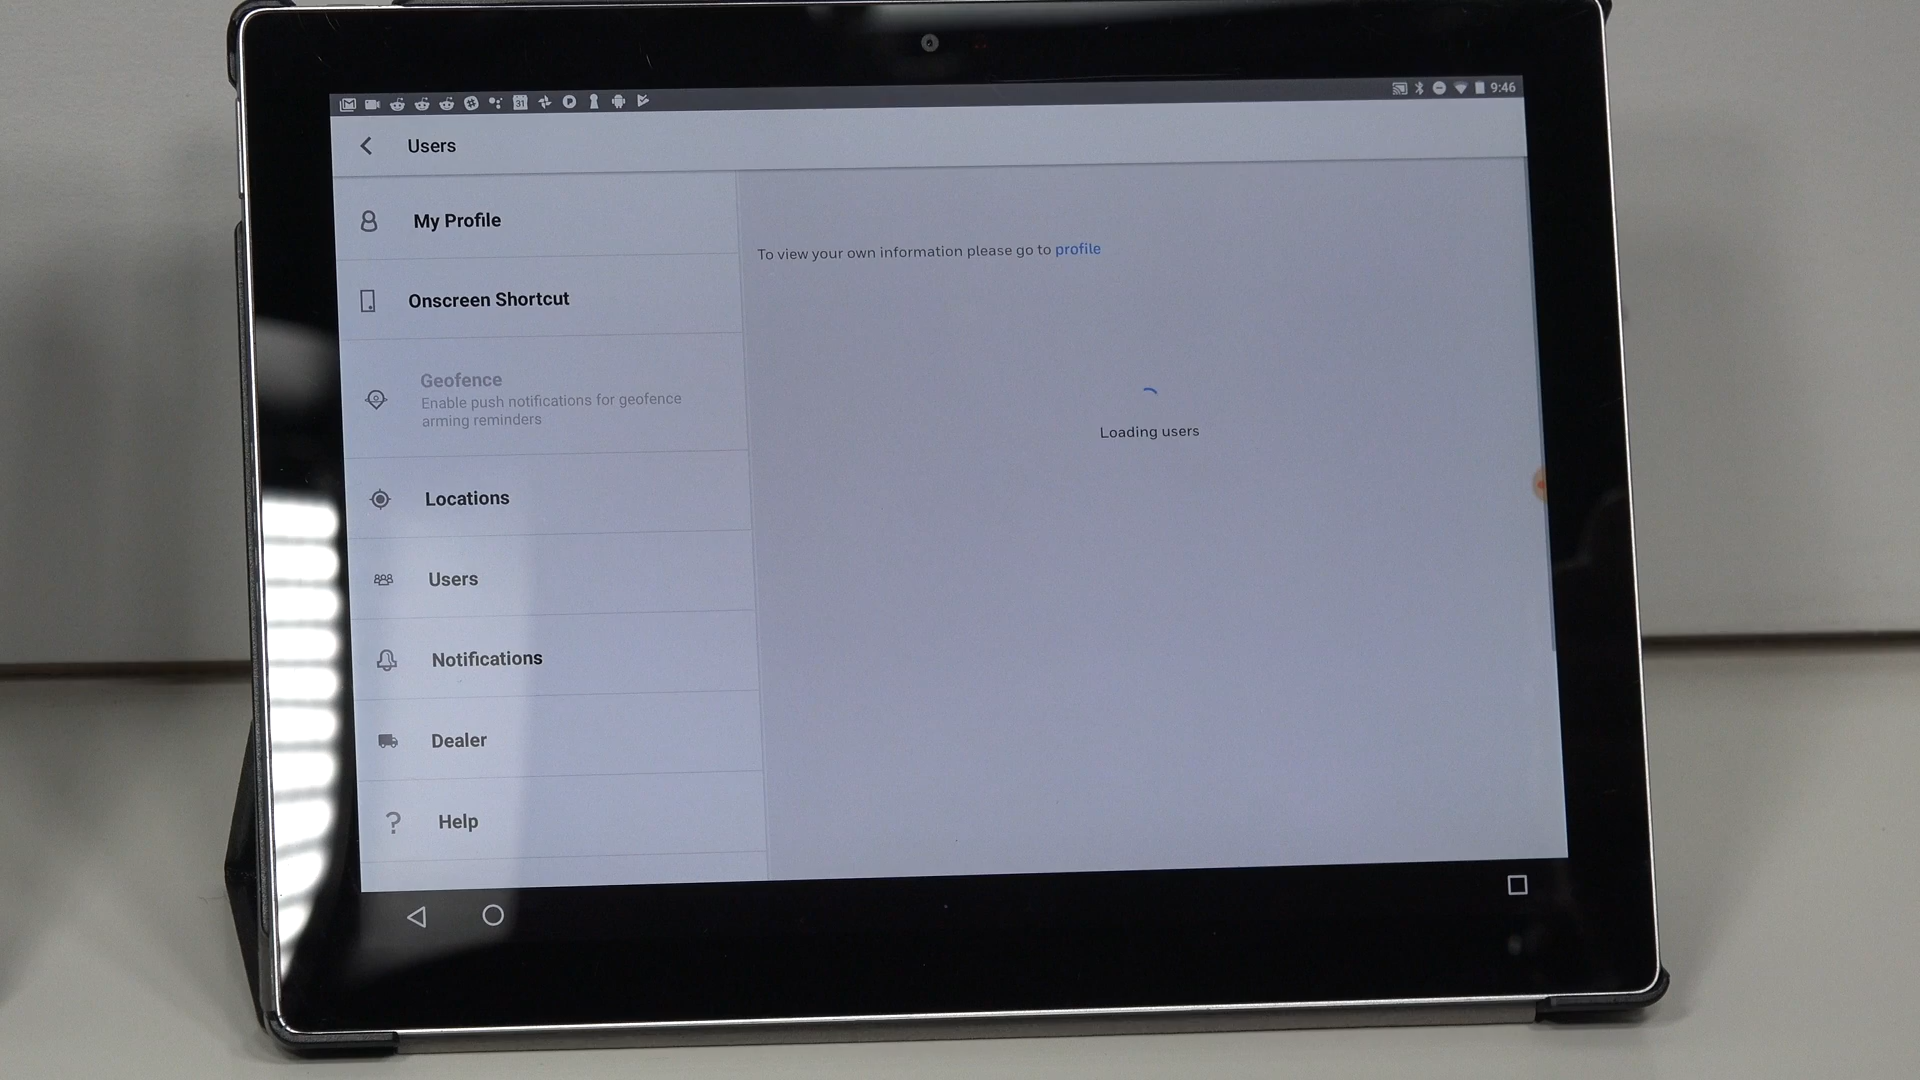 31
9:46
Users
My Profile
Onscreen Shortcut
Geofence
Enable push notifications for geofence
arming reminders
Locations
Users
Notifications
Dealer
? Help
To view your own information please go to profile
Loading users